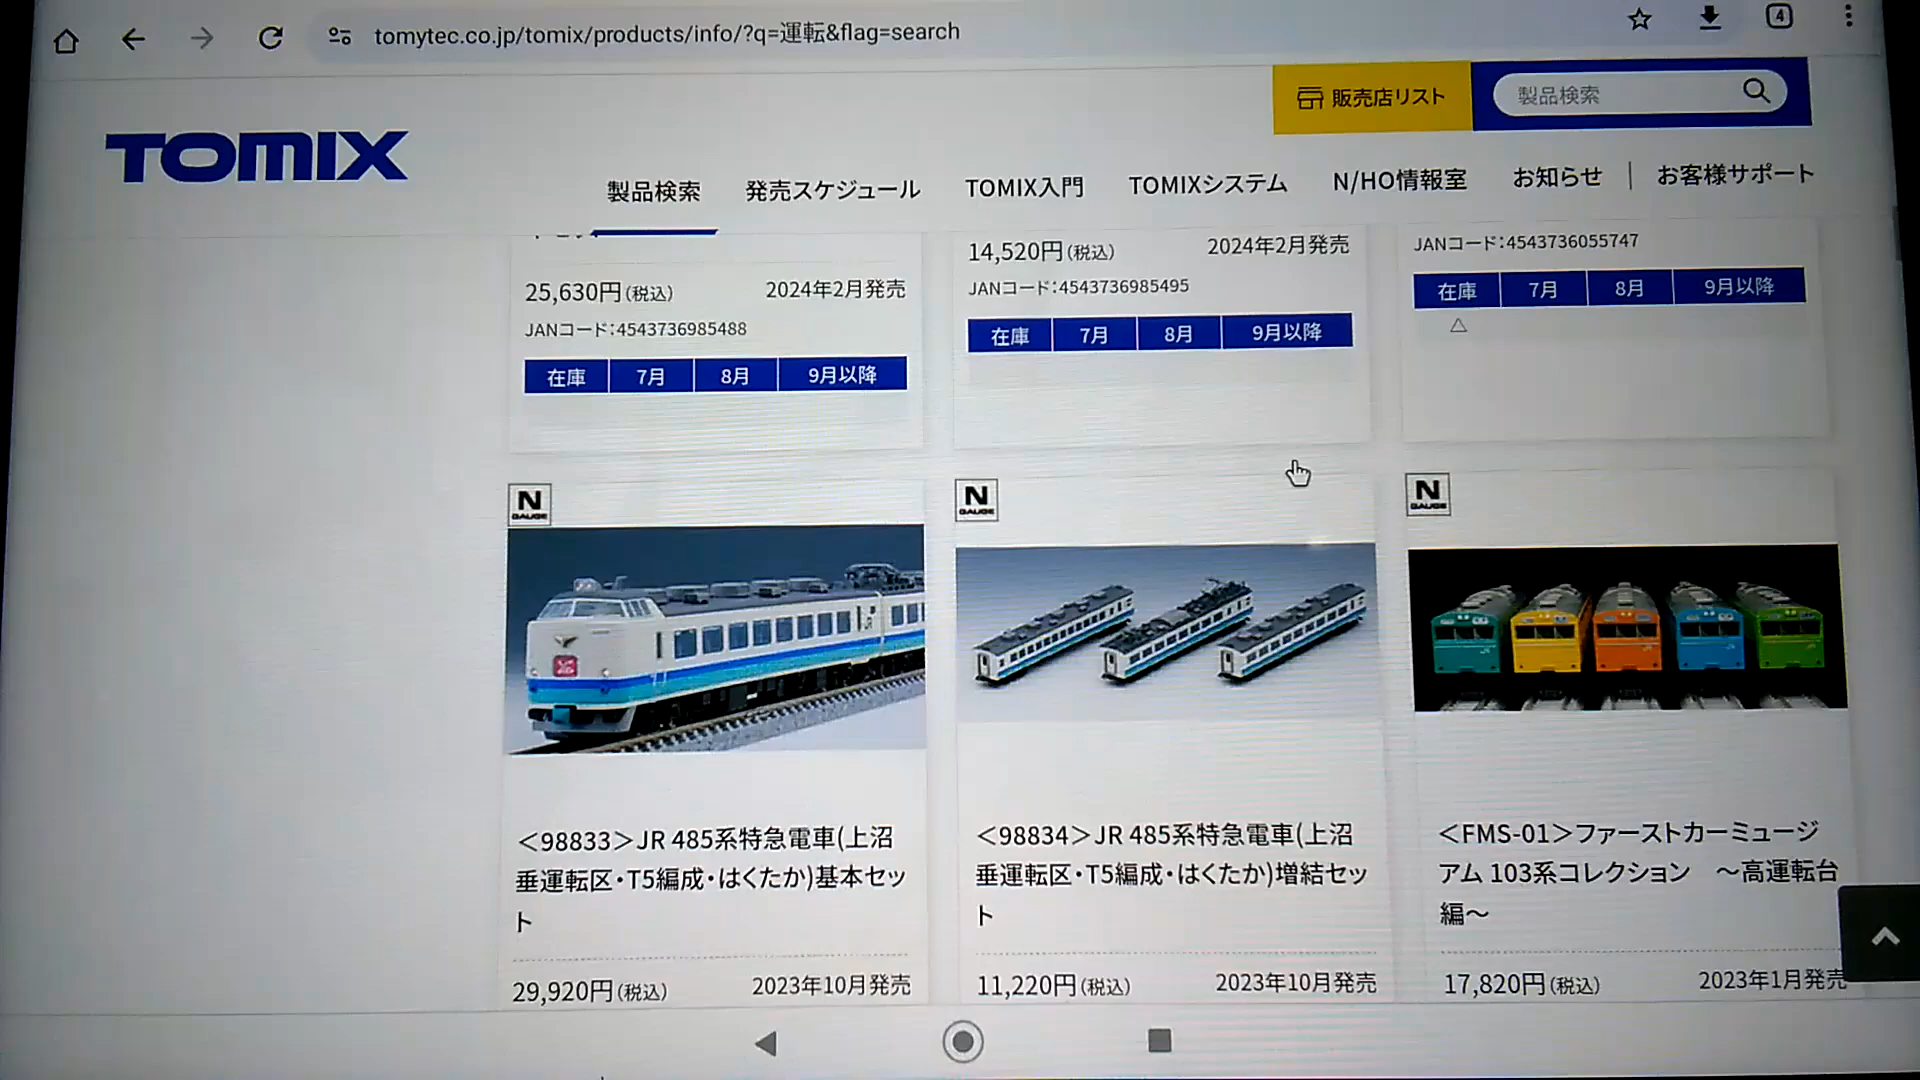 tomytec.co.jp/tomix/products/info/?q=運転&flag=search
4
販売店リスト
製品検索
TOMIX
製品検索
発売スケジュール
TOMIX入門
TOMIXシステム
N/HO情報室
お知らせ
お客様サポート
25,630円(税込)
2024年2月発売
JANコード:4543736985488
在庫 7月 8月 9月以降
14,520円(税込)
2024年2月発売
JANコード:4543736985495
在庫 7月 8月 9月以降
JANコード:4543736055747
在庫 7月 8月 9月以降
△
N
GAUGE
N
GAUGE
N
GAUGE
JR
＜98833＞JR 485系特急電車(上沼
垂運転区・T5編成・はくたか)基本セッ
ト
29,920円(税込)
2023年10月発売
＜98834＞JR 485系特急電車(上沼
垂運転区・T5編成・はくたか)増結セッ
ト
11,220円(税込)
2023年10月発売
＜FMS-01＞ファーストカーミュージ
アム 103系コレクション　～高運転台
編～
17,820円(税込)
2023年1月発売